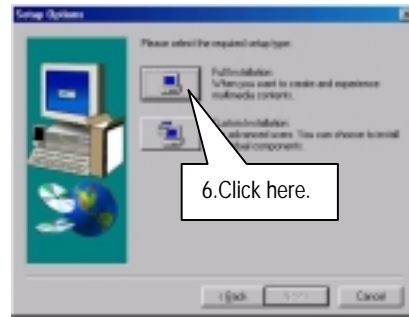 Setup Options
Please select the required setup type:
Full Installation
When you want to create and experience
multimedia contents.
Custom Installation
advanced users. You can choose to install
individual components.
6.Click here.
< Back
Cancel